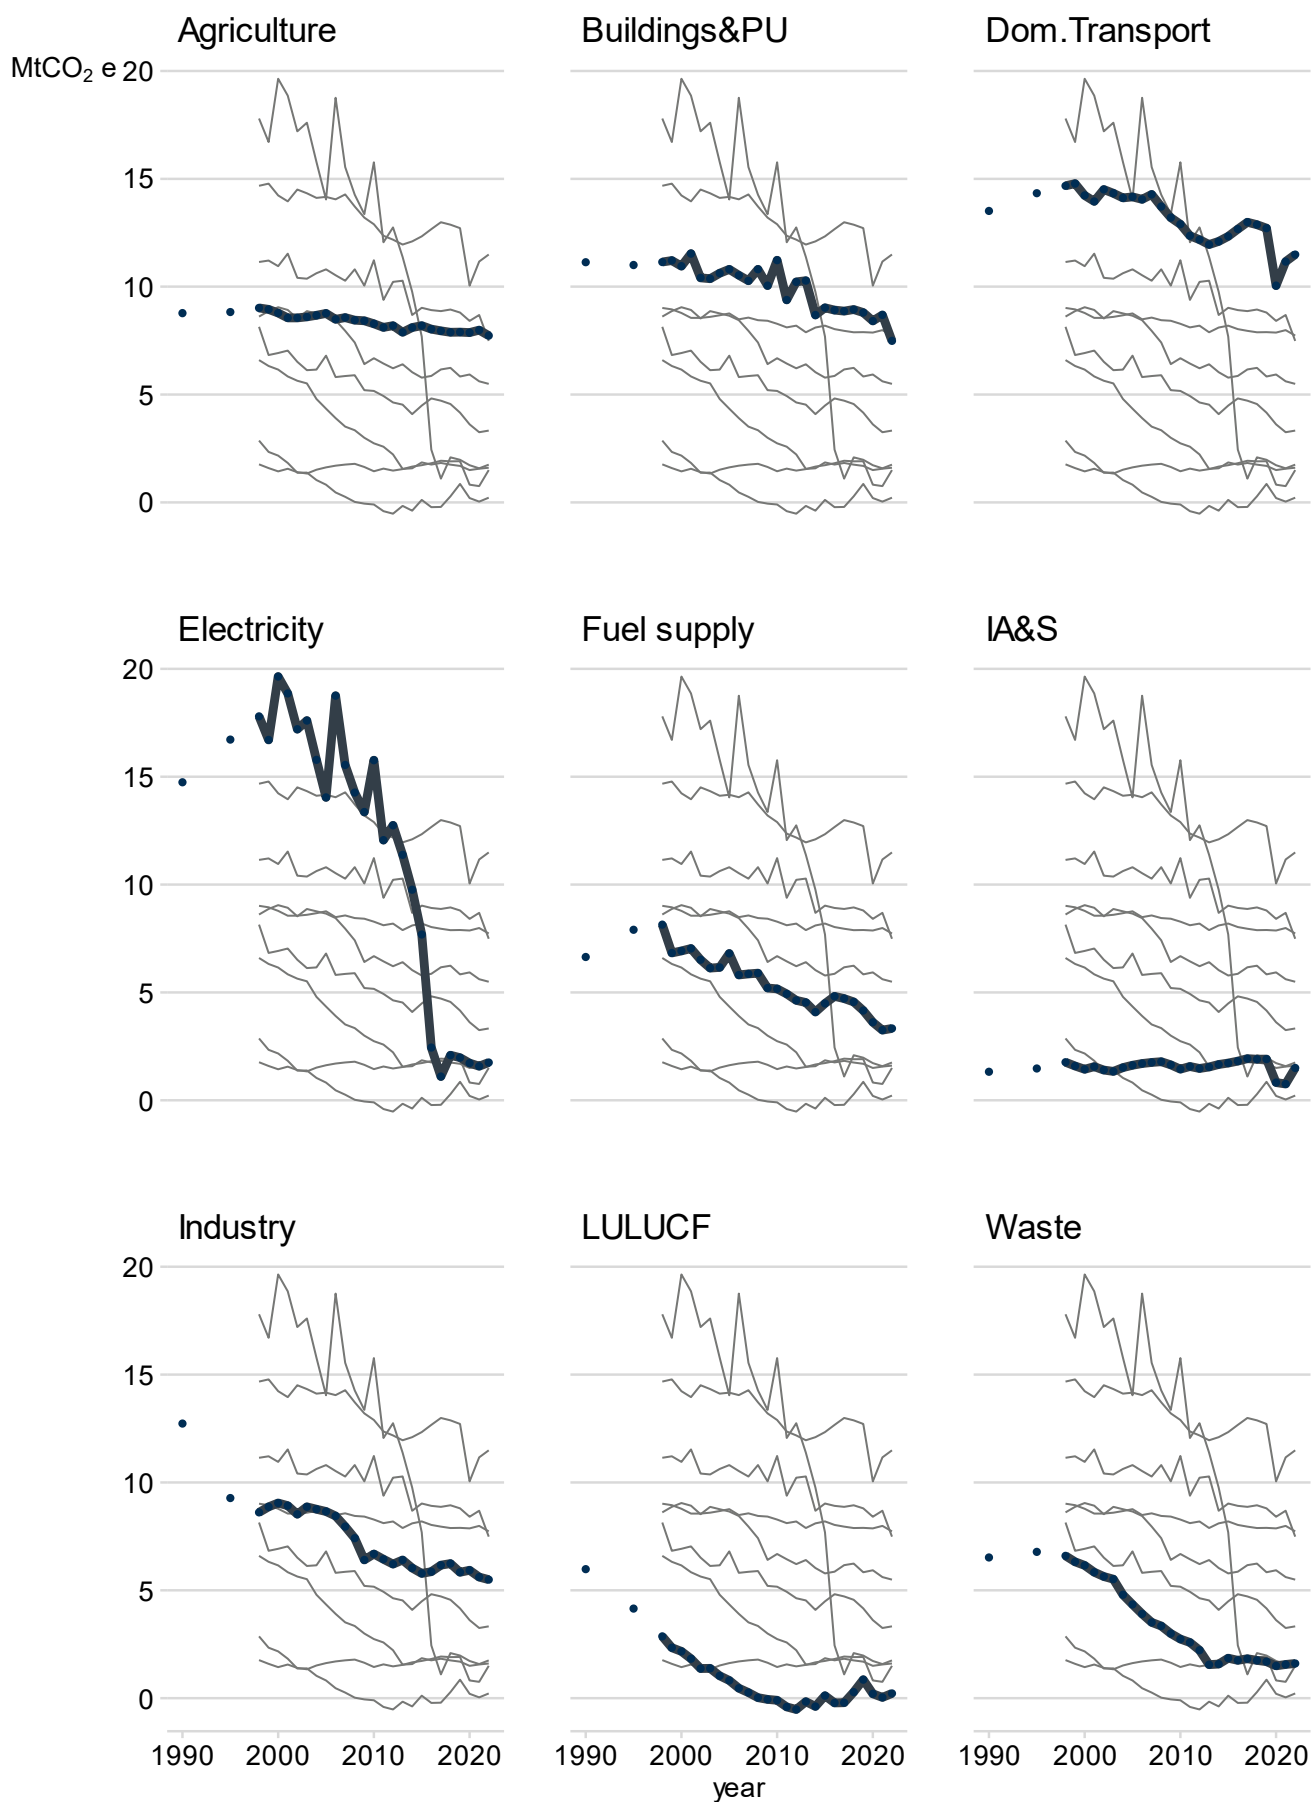 Agriculture Buildings&PU Dom.Transport
MtCO₂ e 20
15
10
5
0
Electricity Fuel supply IA&S
20
15
10
5
0
Industry LULUCF Waste
20
15
10
5
0
1990 2000 2010 2020 1990 2000 2010 2020 1990 2000 2010 2020
year